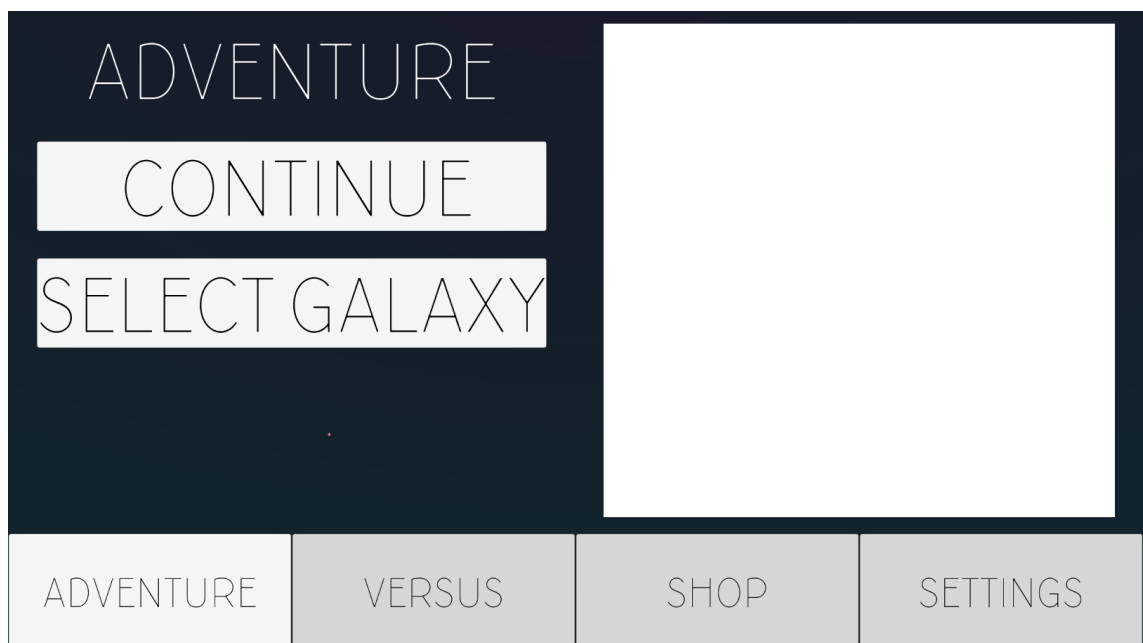 ADVENTURE
CONTINUE
SELECT GALAXY
ADVENTURE
VERSUS
SHOP
SETTINGS